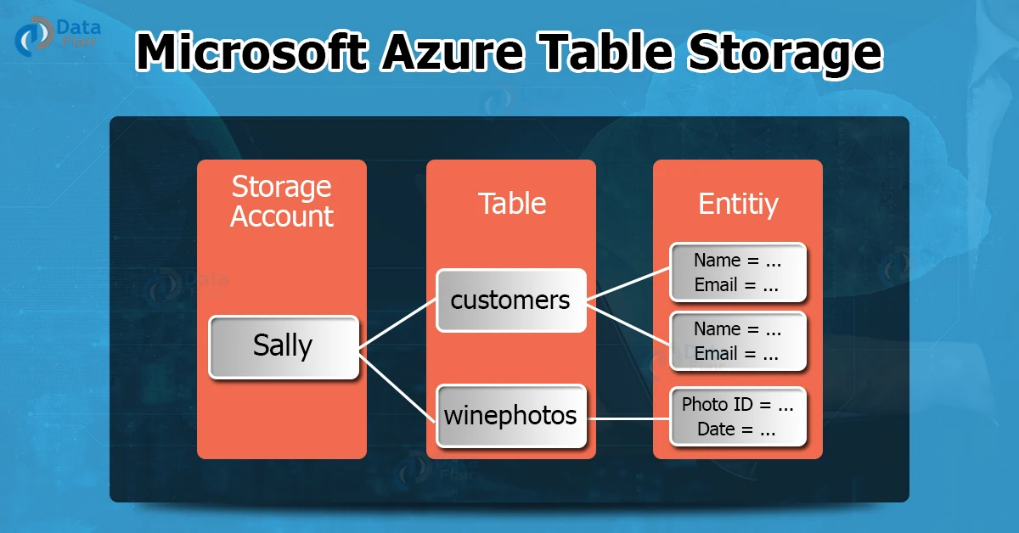 Data
Flair
Microsoft Azure Table Storage
Storage
Account
Sally
Table
customers
winephotos
Entitiy
Name = ...
Email = ...
Name = ...
Email = ...
Photo ID = ...
Date = ...